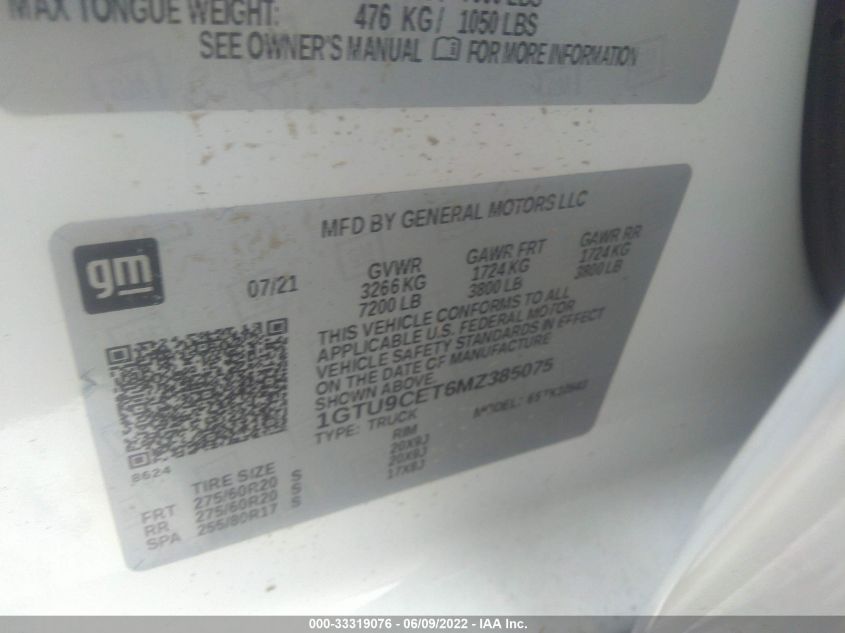 MAX TONGUE WEIGHT: 476 KG/ 1050 LBS
SEE OWNER'S MANUAL FOR MORE INFORMATION
gm
MFD BY GENERAL MOTORS LLC
07/21
GVWR GAWR FRT GAWR RR
3266 KG 1724 KG 1724 KG
7200 LB 3800 LB 3800 LB
THIS VEHICLE CONFORMS TO ALL
APPLICABLE U.S. FEDERAL MOTOR
VEHICLE SAFETY STANDARDS IN EFFECT
ON THE DATE OF MANUFACTURE
SHOWN ABOVE.
1GTU9CET6MZ385075
TYPE: TRUCK MODEL:
8624
TIRE SIZE RIM
FRT 275/60R20 S 20X9J
RR 275/60R20 S 20X9J
SPA 255/80R17 S 17X8J
000-33319076 - 06/09/2022 - IAA Inc.